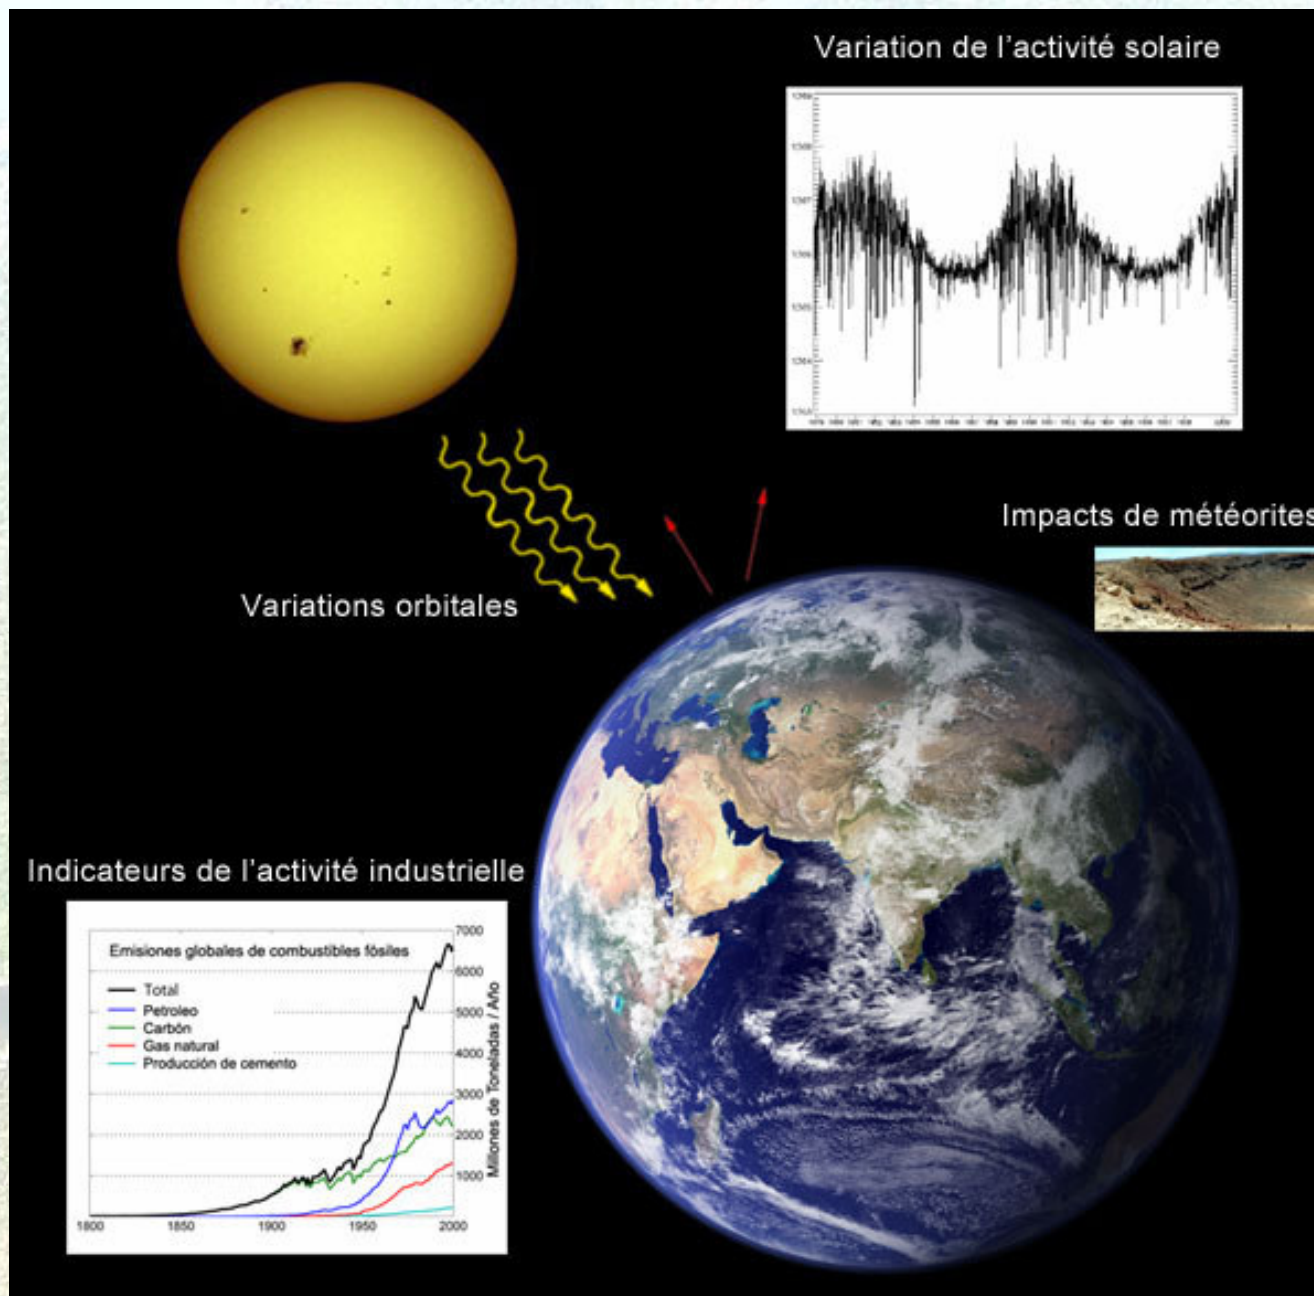 Variation de l'activité solaire
Impacts de météorites
Variations orbitales
Indicateurs de l'activité industrielle
Emisiones globales de combustibles fósiles
Total
Petroleo
Carbón
Gas natural
Producción de cemento
7000
6000
5000
4000
3000
2000
1000
Millones de Toneladas / Año
1800 1850 1900 1950 2000